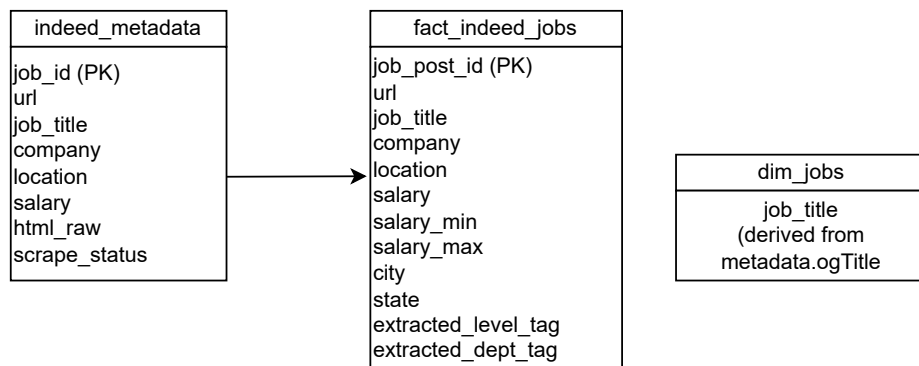 indeed_metadata
job_id (PK)
url
job_title
company
location
salary
html_raw
scrape_status
fact_indeed_jobs
job_post_id (PK)
url
job_title
company
location
salary
salary_min
salary_max
city
state
extracted_level_tag
extracted_dept_tag
dim_jobs
job_title
(derived from
metadata.ogTitle